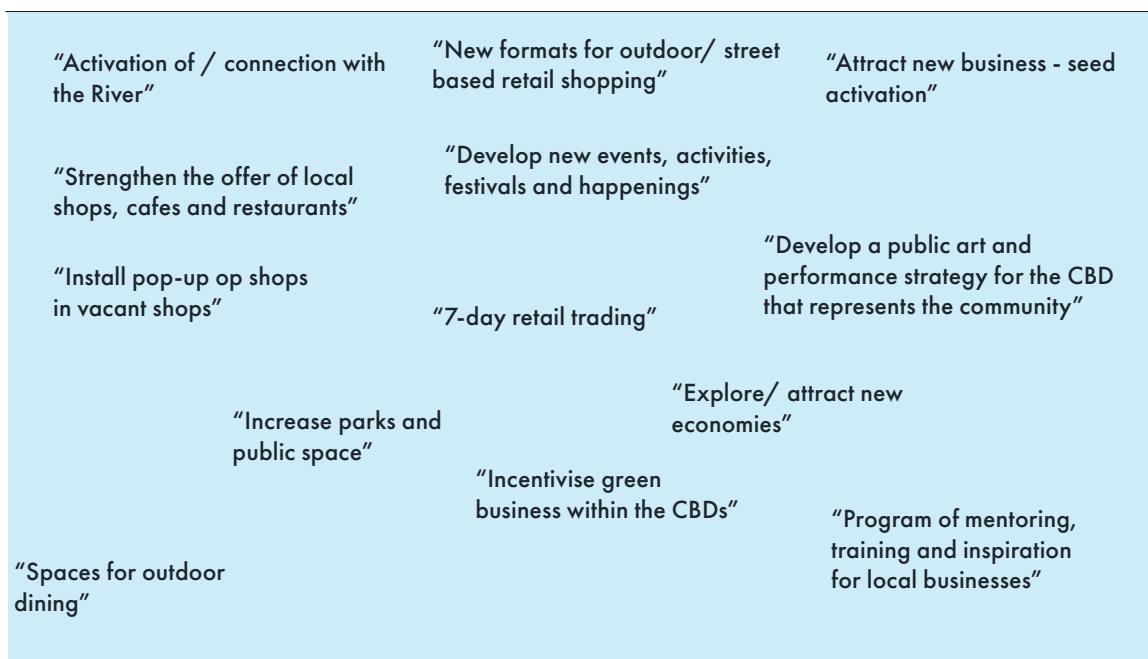 “Activation of / connection with
the River”
“New formats for outdoor/ street
based retail shopping”
“Attract new business - seed
activation”
“Develop new events, activities,
festivals and happenings”
“Strengthen the offer of local
shops, cafes and restaurants”
“Develop a public art and
performance strategy for the CBD
that represents the community”
“Install pop-up op shops
in vacant shops”
“7-day retail trading”
“Explore/ attract new
economies”
“Increase parks and
public space”
“Incentivise green
business within the CBDs”
“Program of mentoring,
training and inspiration
for local businesses”
“Spaces for outdoor
dining”